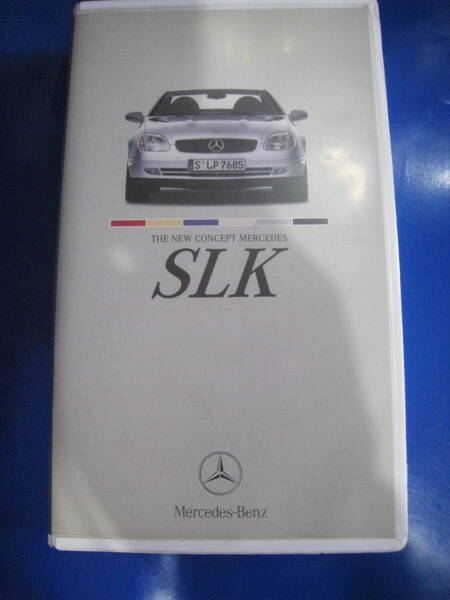 S LP 7685
THE NEW CONCEPT MERCEDES
SLK
Mercedes-Benz